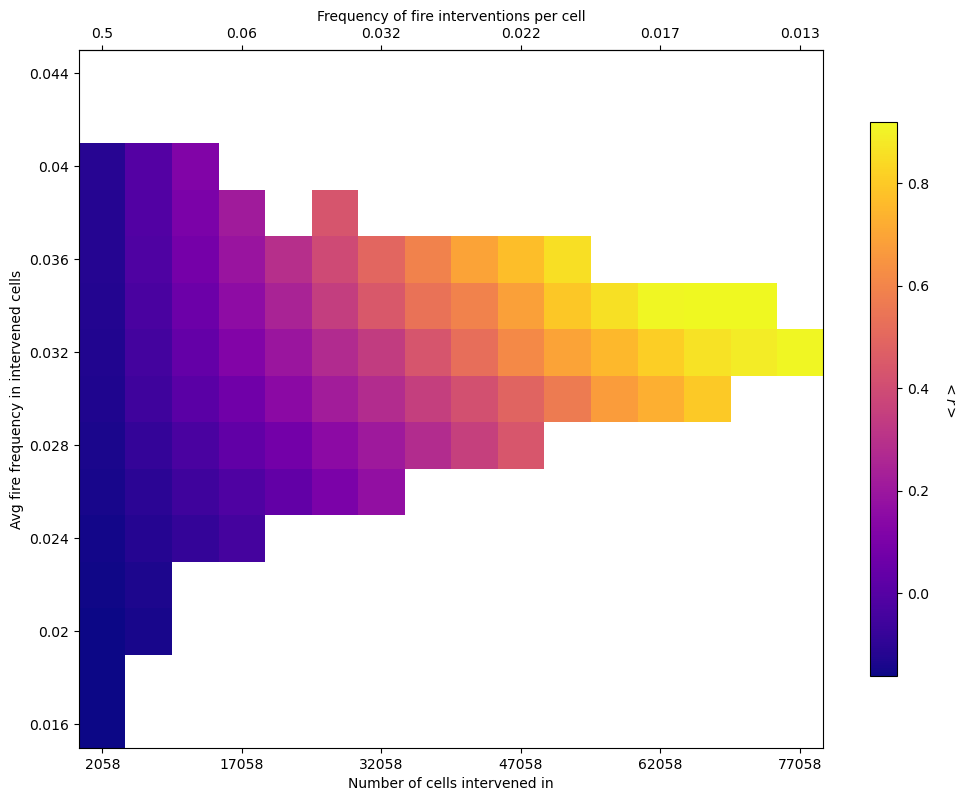 Frequency of fire interventions per cell
0.5 0.06 0.032 0.022 0.017 0.013
0.044
0.04
0.036
0.032
0.028
0.024
0.02
0.016
Avg fire frequency in intervened cells
2058 17058 32058 47058 62058 77058
Number of cells intervened in
0.8
0.6
0.4
0.2
0.0
< r >